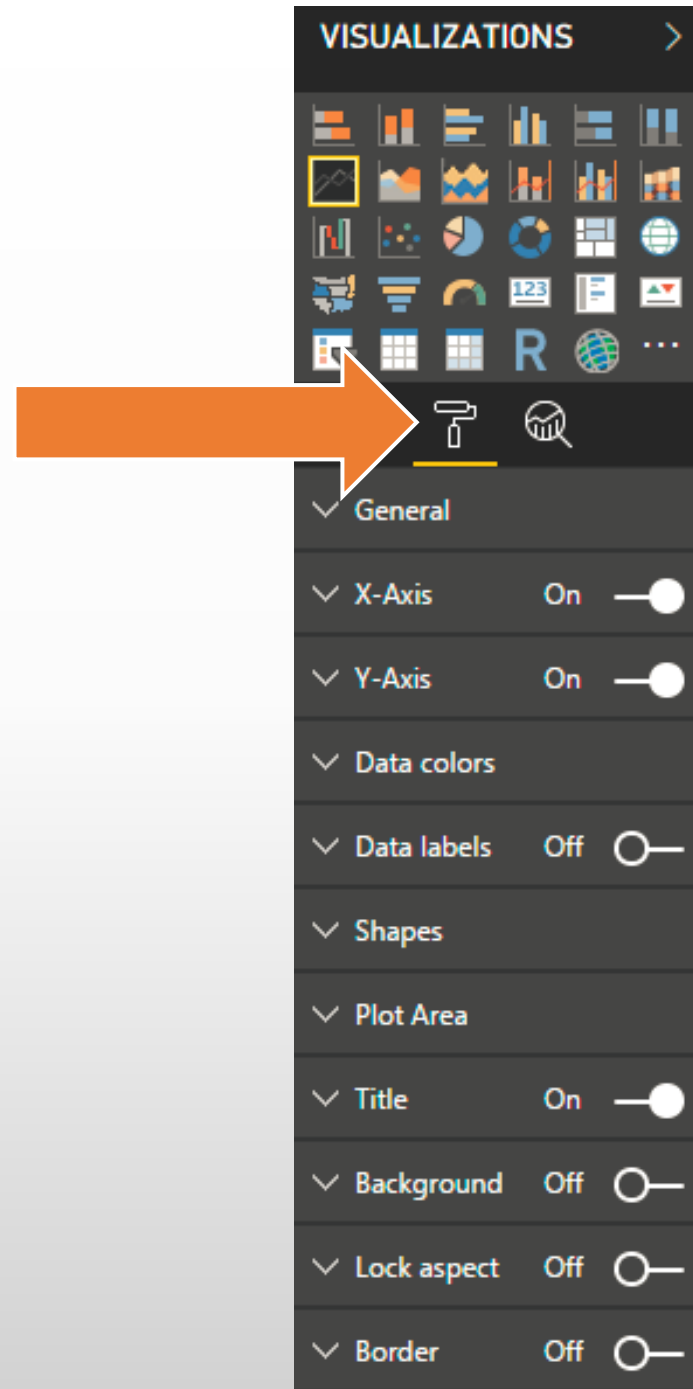 VISUALIZATIONS
123
R
General
X-Axis On
Y-Axis On
Data colors
Data labels Off
Shapes
Plot Area
Title On
Background Off
Lock aspect Off
Border Off